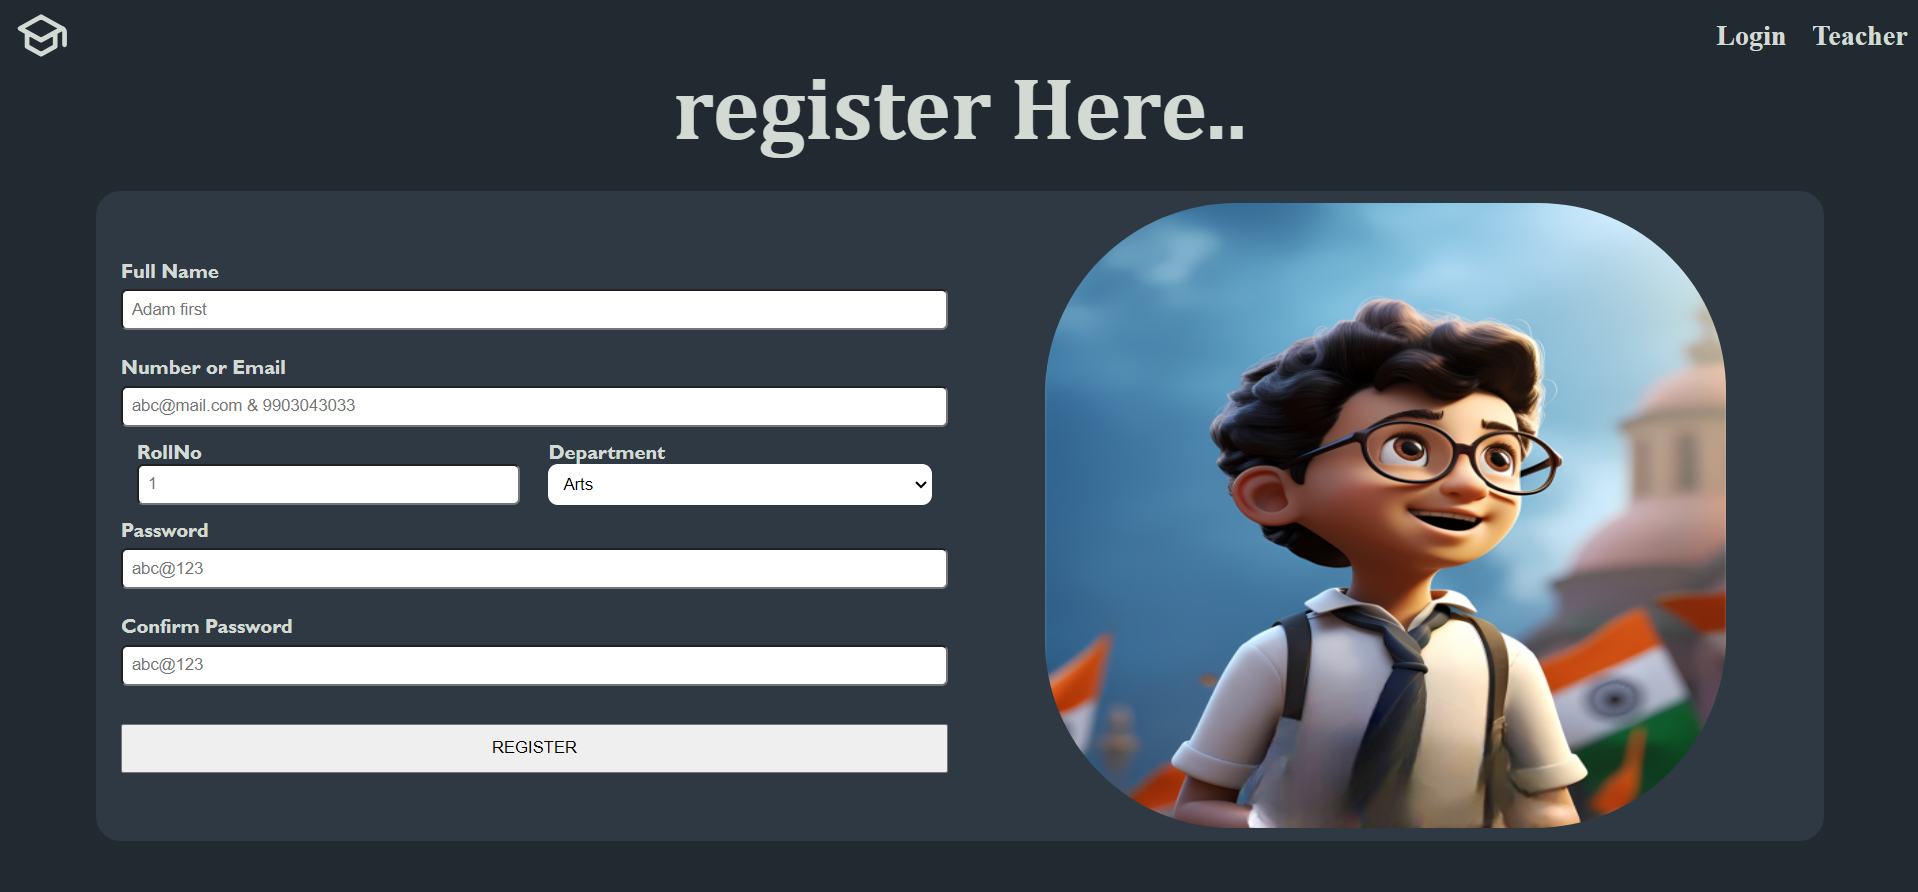 Login Teacher
register Here..
Full Name
Adam first
Number or Email
abc@mail.com & 9903043033
RollNo Department
1 Arts
Password
abc@123
Confirm Password
abc@123
REGISTER